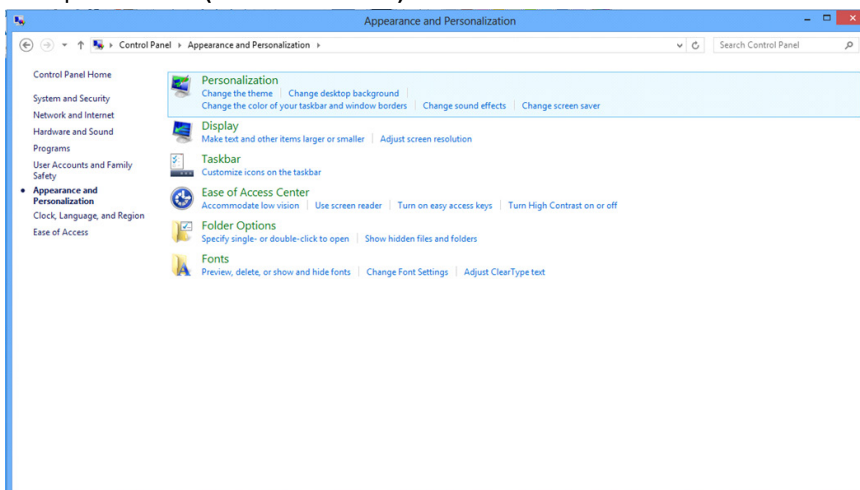 Appearance and Personalization
Control Panel Appearance and Personalization
Search Control Panel
Control Panel Home
System and Security
Network and Internet
Hardware and Sound
Programs
User Accounts and Family
Safety
Appearance and
Personalization
Clock, Language, and Region
Ease of Access
Personalization
Change the theme Change desktop background
Change the color of your taskbar and window borders Change sound effects Change screen saver
Display
Make text and other items larger or smaller Adjust screen resolution
Taskbar
Customize icons on the taskbar
Ease of Access Center
Accommodate low vision Use screen reader Turn on easy access keys Turn High Contrast on or off
Folder Options
Specify single- or double-click to open Show hidden files and folders
Fonts
Preview, delete, or show and hide fonts Change Font Settings Adjust ClearType text